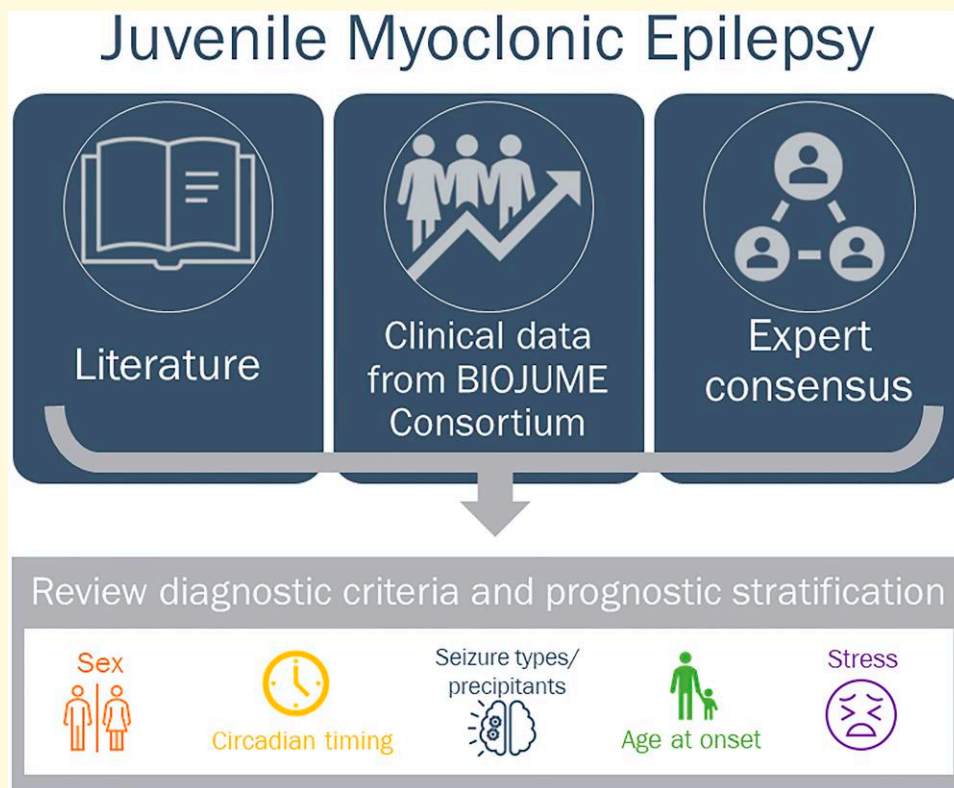 Juvenile Myoclonic Epilepsy
Literature
Clinical data
from BIOJUME
Consortium
Expert
consensus
Review diagnostic criteria and prognostic stratification
Sex
Circadian timing
Seizure types/
precipitants
Age at onset
Stress